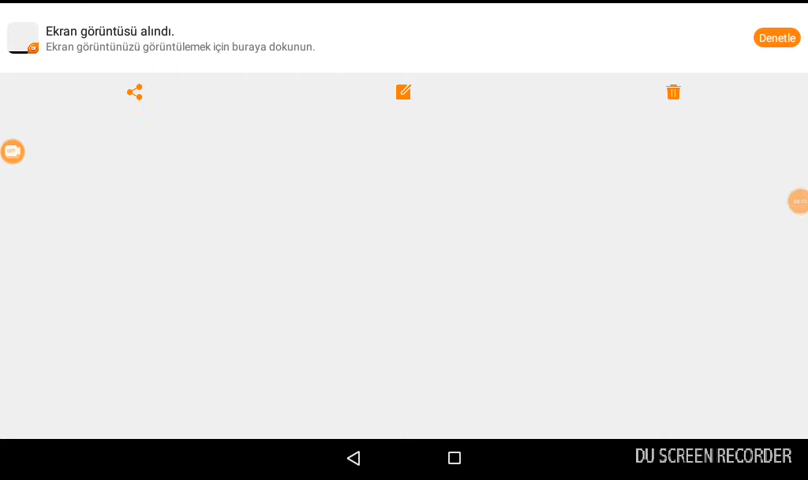 Ekran görüntüsü alındı.
Ekran görüntünüzü görüntülemek için buraya dokunun.
Denetle
DU SCREEN RECORDER